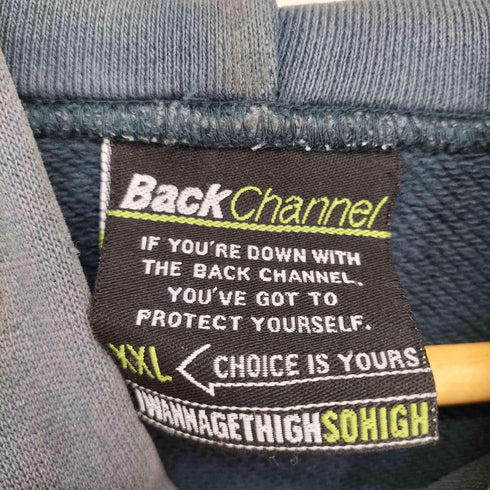 BackChannel
IF YOU'RE DOWN WITH
THE BACK CHANNEL.
YOU'VE GOT TO
PROTECT YOURSELF.
XXL CHOICE IS YOURS
IWANNAGETHIGHSOHIGH